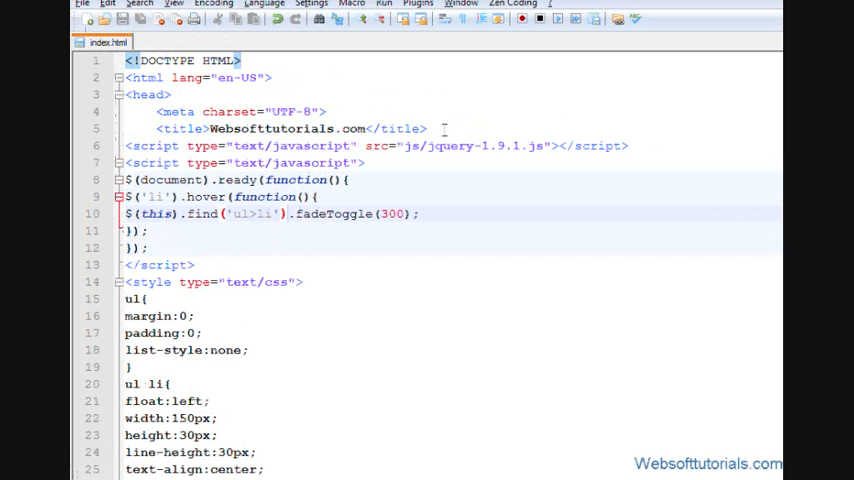 File Edit Search View Encoding Language Settings Macro Run Plugins Window Zen Coding
index.html
1 <!DOCTYPE HTML>
2 <html lang="en-US">
3 <head>
4 <meta charset="UTF-8">
5 <title>Websofttutorials.com</title>
6 <script type="text/javascript" src="js/jquery-1.9.1.js"></script>
7 <script type="text/javascript">
8 $(document).ready(function(){
9 $('li').hover(function(){
10 $(this).find('ul>li').fadeToggle(300);
11 });
12 });
13 </script>
14 <style type="text/css">
15 ul{
16 margin:0;
17 padding:0;
18 list-style:none;
19 }
20 ul li{
21 float:left;
22 width:150px;
23 height:30px;
24 line-height:30px;
25 text-align:center;
Websofttutorials.com